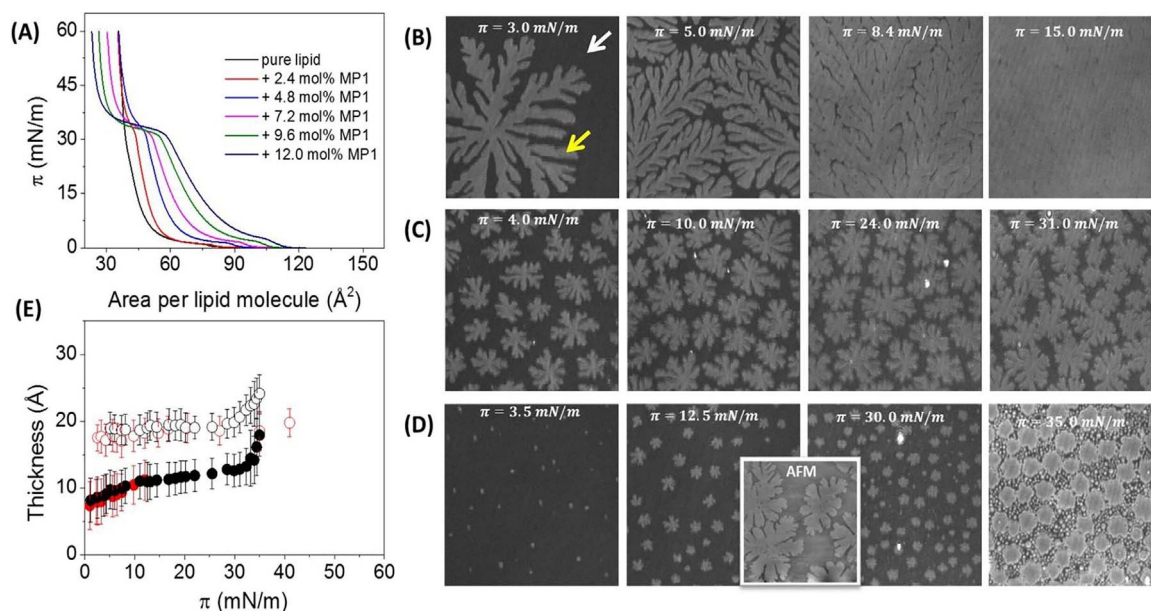 (A)
60
45
30
15
0
π (mN/m)
pure lipid
+ 2.4 mol% MP1
+ 4.8 mol% MP1
+ 7.2 mol% MP1
+ 9.6 mol% MP1
+ 12.0 mol% MP1
30 60 90 120 150
Area per lipid molecule (Å²)
(B)
π = 3.0 mN/m
π = 5.0 mN/m
π = 8.4 mN/m
π = 15.0 mN/m
(C)
π = 4.0 mN/m
π = 10.0 mN/m
π = 24.0 mN/m
π = 31.0 mN/m
(D)
π = 3.5 mN/m
π = 12.5 mN/m
π = 30.0 mN/m
π = 35.0 mN/m
AFM
(E)
30
20
10
0
Thickness (Å)
0 10 20 30 40 50
π (mN/m)